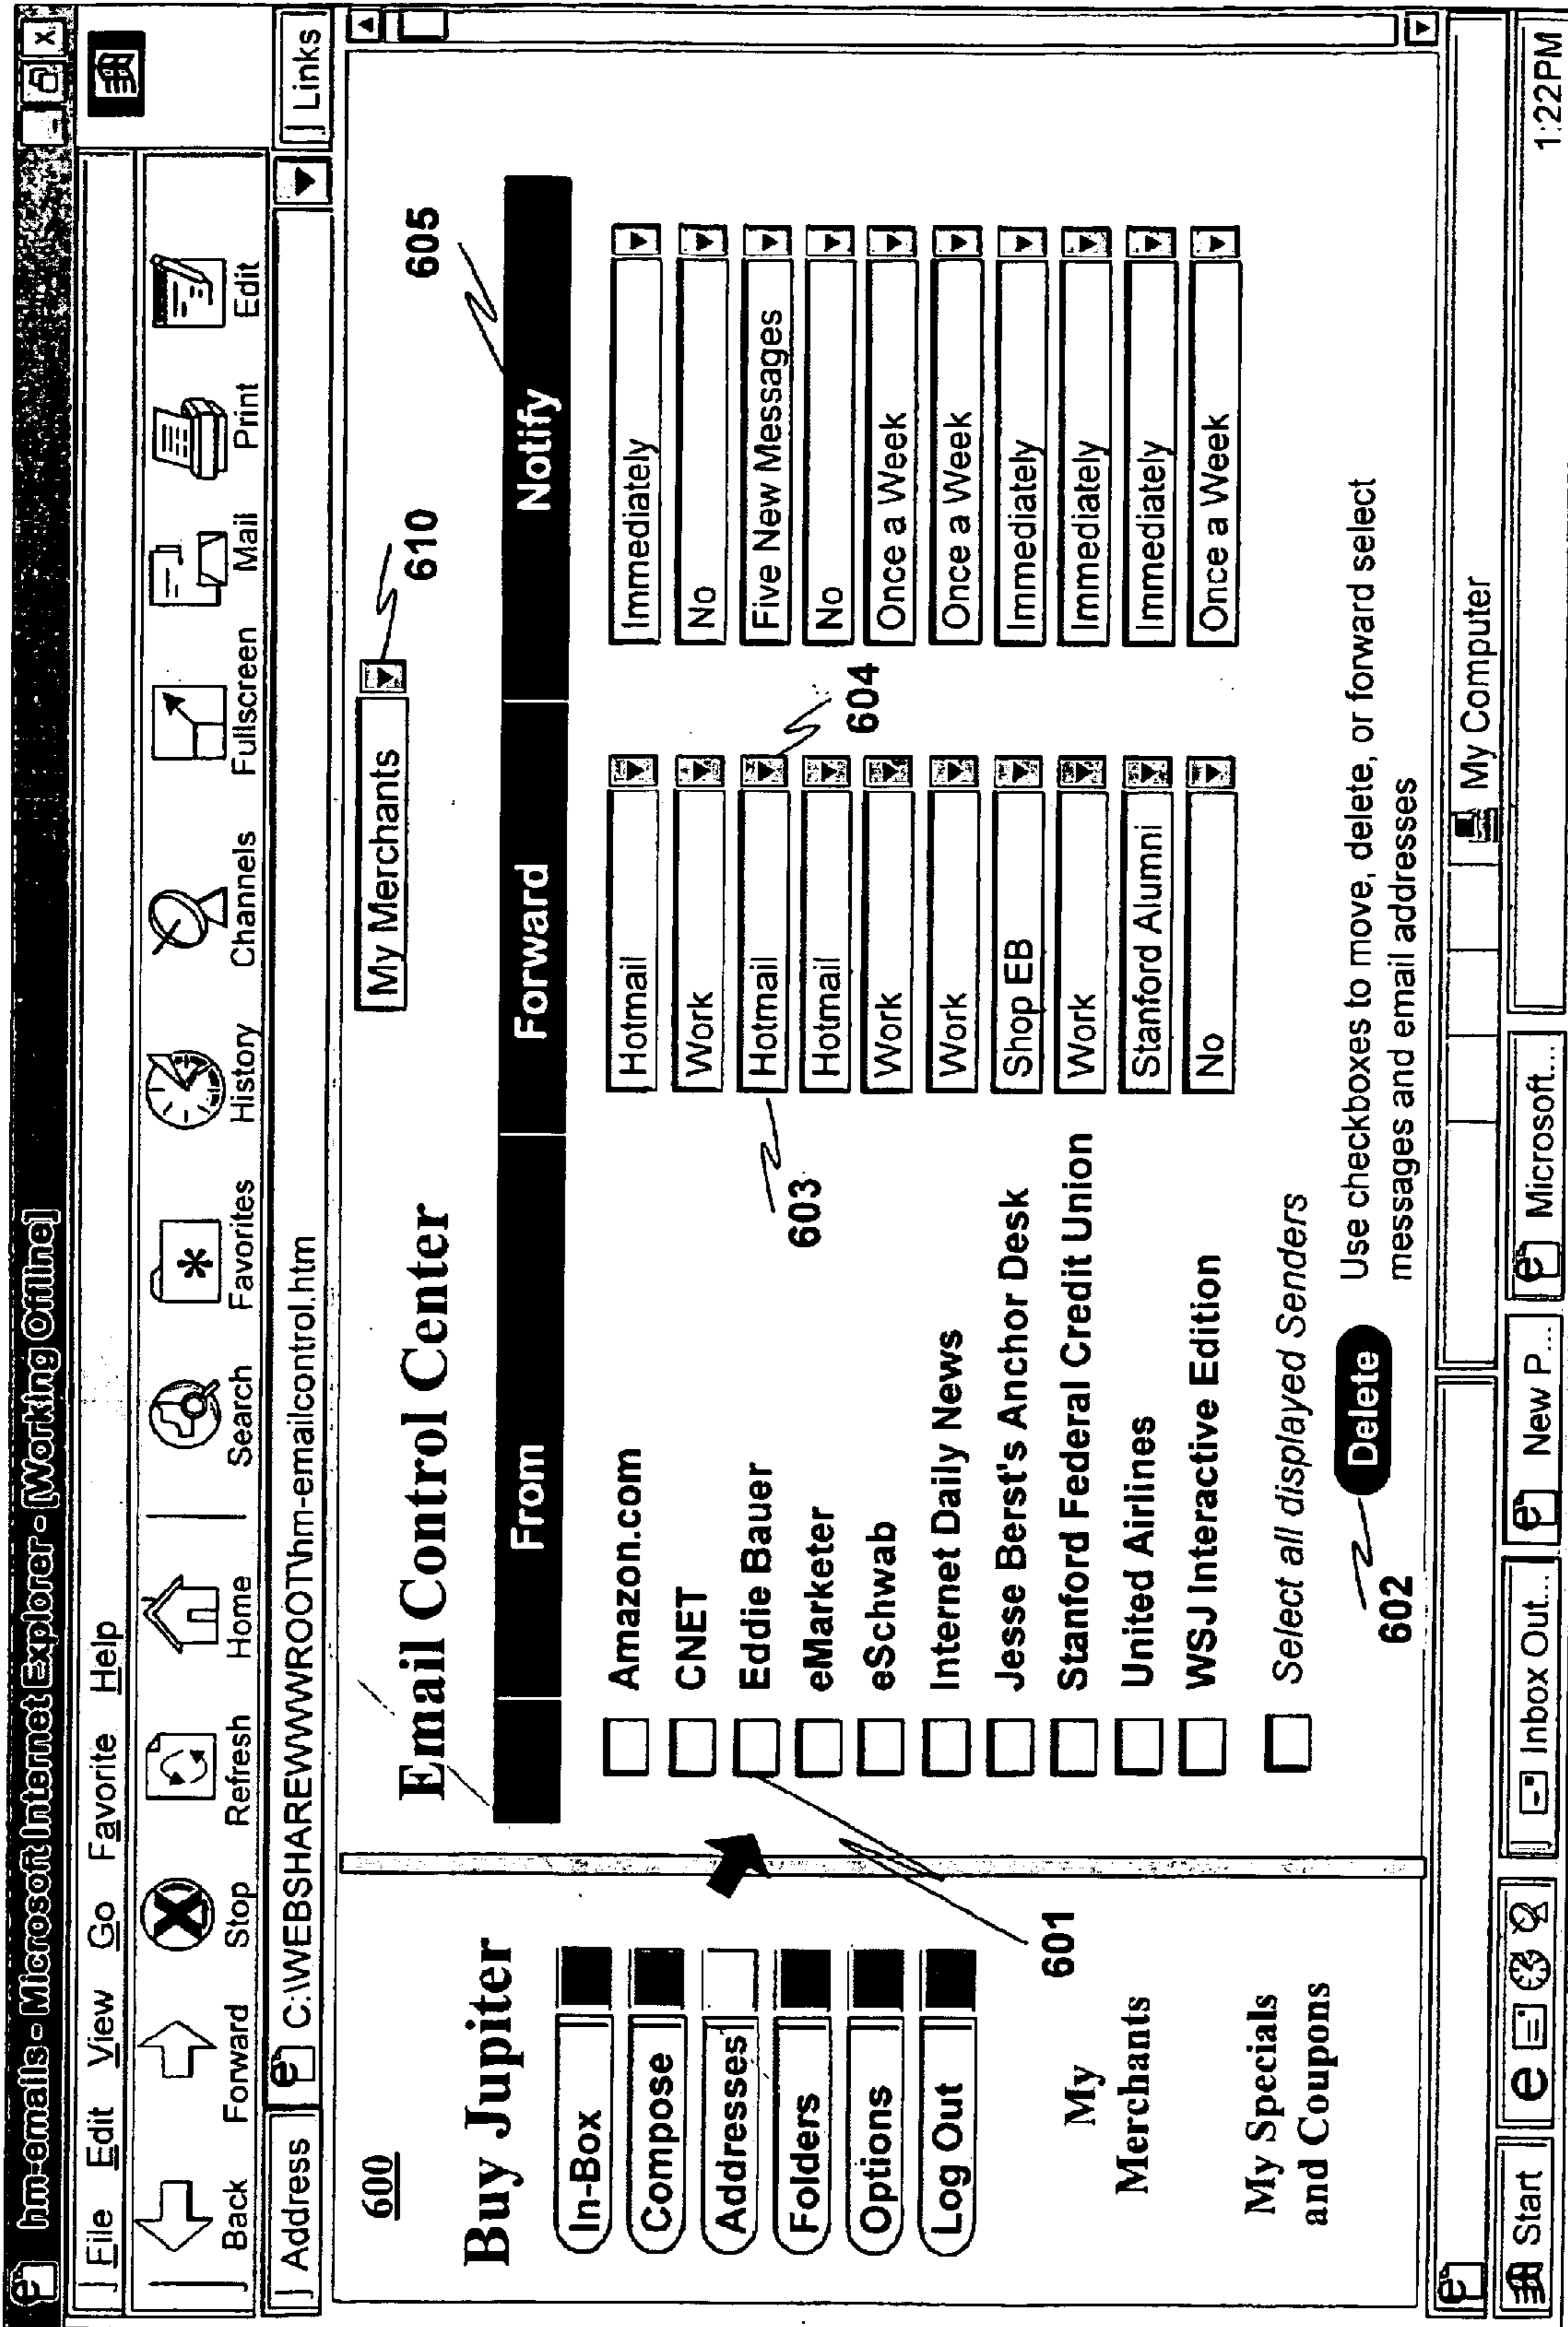 hm-emails - Microsoft Internet Explorer - [Working Offline]
X
File Edit View Go Favorite Help
Back Forward Stop Refresh Home Search Favorites History Channels Fullscreen Mail Print Edit
Address C:\WEBSHARE\WWWROOT\hm-emailcontrol.htm Links
600
Buy Jupiter
In-Box
Compose
Addresses
Folders
Options
Log Out
601
My
Merchants
My Specials
and Coupons
Email Control Center
My Merchants
610
605
From Forward Notify
Amazon.com Hotmail Immediately
CNET Work No
Eddie Bauer Hotmail Five New Messages
603
604
eMarketer Hotmail No
eSchwab Work Once a Week
Internet Daily News Work Once a Week
Jesse Berst's Anchor Desk Shop EB Immediately
Stanford Federal Credit Union Work Immediately
United Airlines Stanford Alumni Immediately
WSJ Interactive Edition No Once a Week
Select all displayed Senders
602
Delete
Use checkboxes to move, delete, or forward select
messages and email addresses
My Computer
Start Inbox Out... New P... Microsoft... 1:22PM